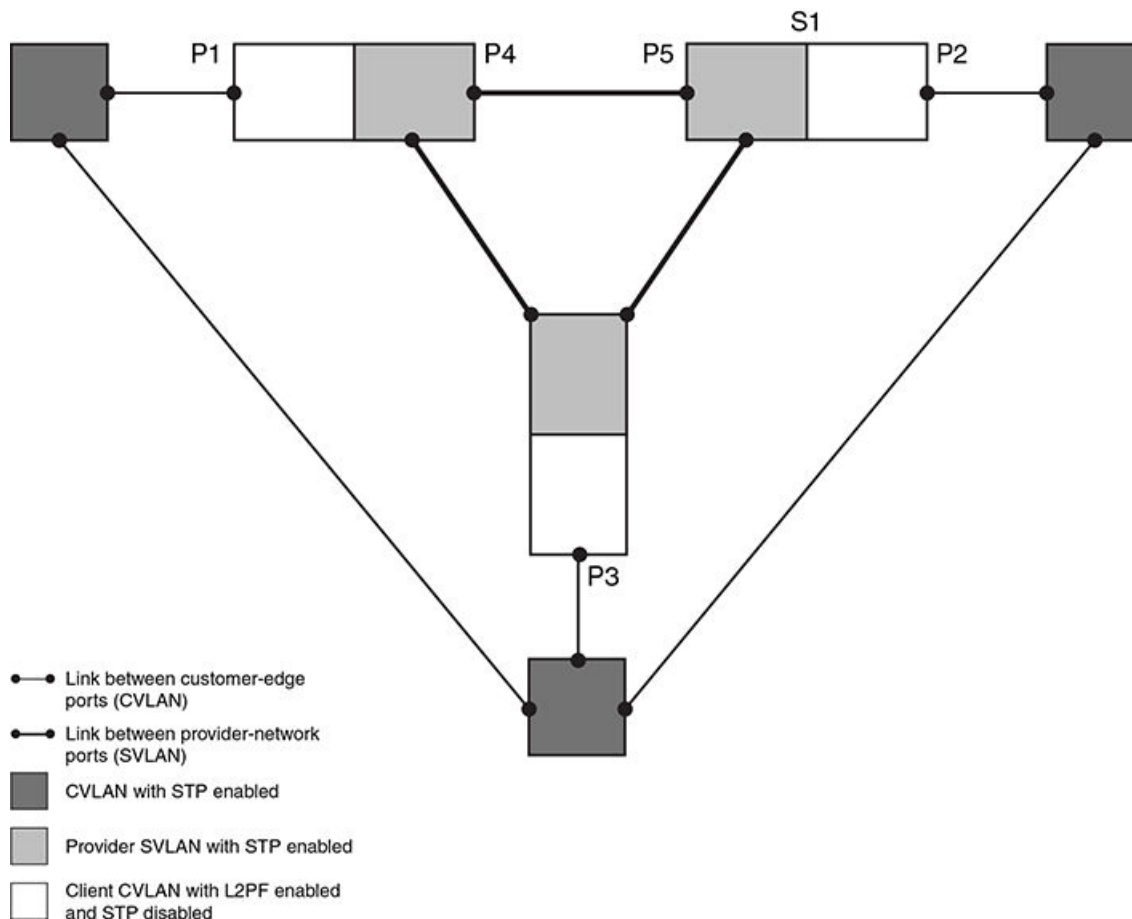 S1
P1
P4
P5
P2
P3
Link between customer-edge
ports (CVLAN)
Link between provider-network
ports (SVLAN)
CVLAN with STP enabled
Provider SVLAN with STP enabled
Client CVLAN with L2PF enabled
and STP disabled